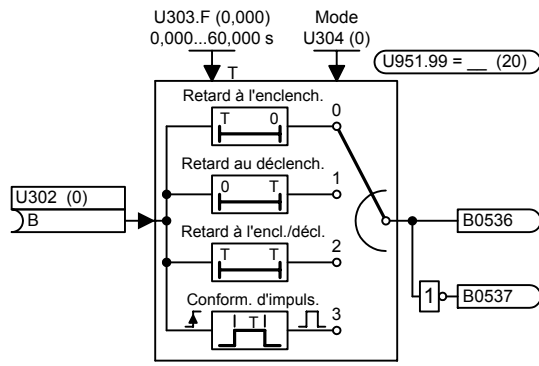 U303.F (0,000)
0,000...60,000 s
Mode
U304 (0)
U951.99 = __ (20)
T
Retard à l'enclench.
T 0
0
Retard au déclench.
0 T
1
U302 (0)
B
Retard à l'encl./décl.
T T
2
B0536
Conform. d'impuls.
T
3
1
B0537